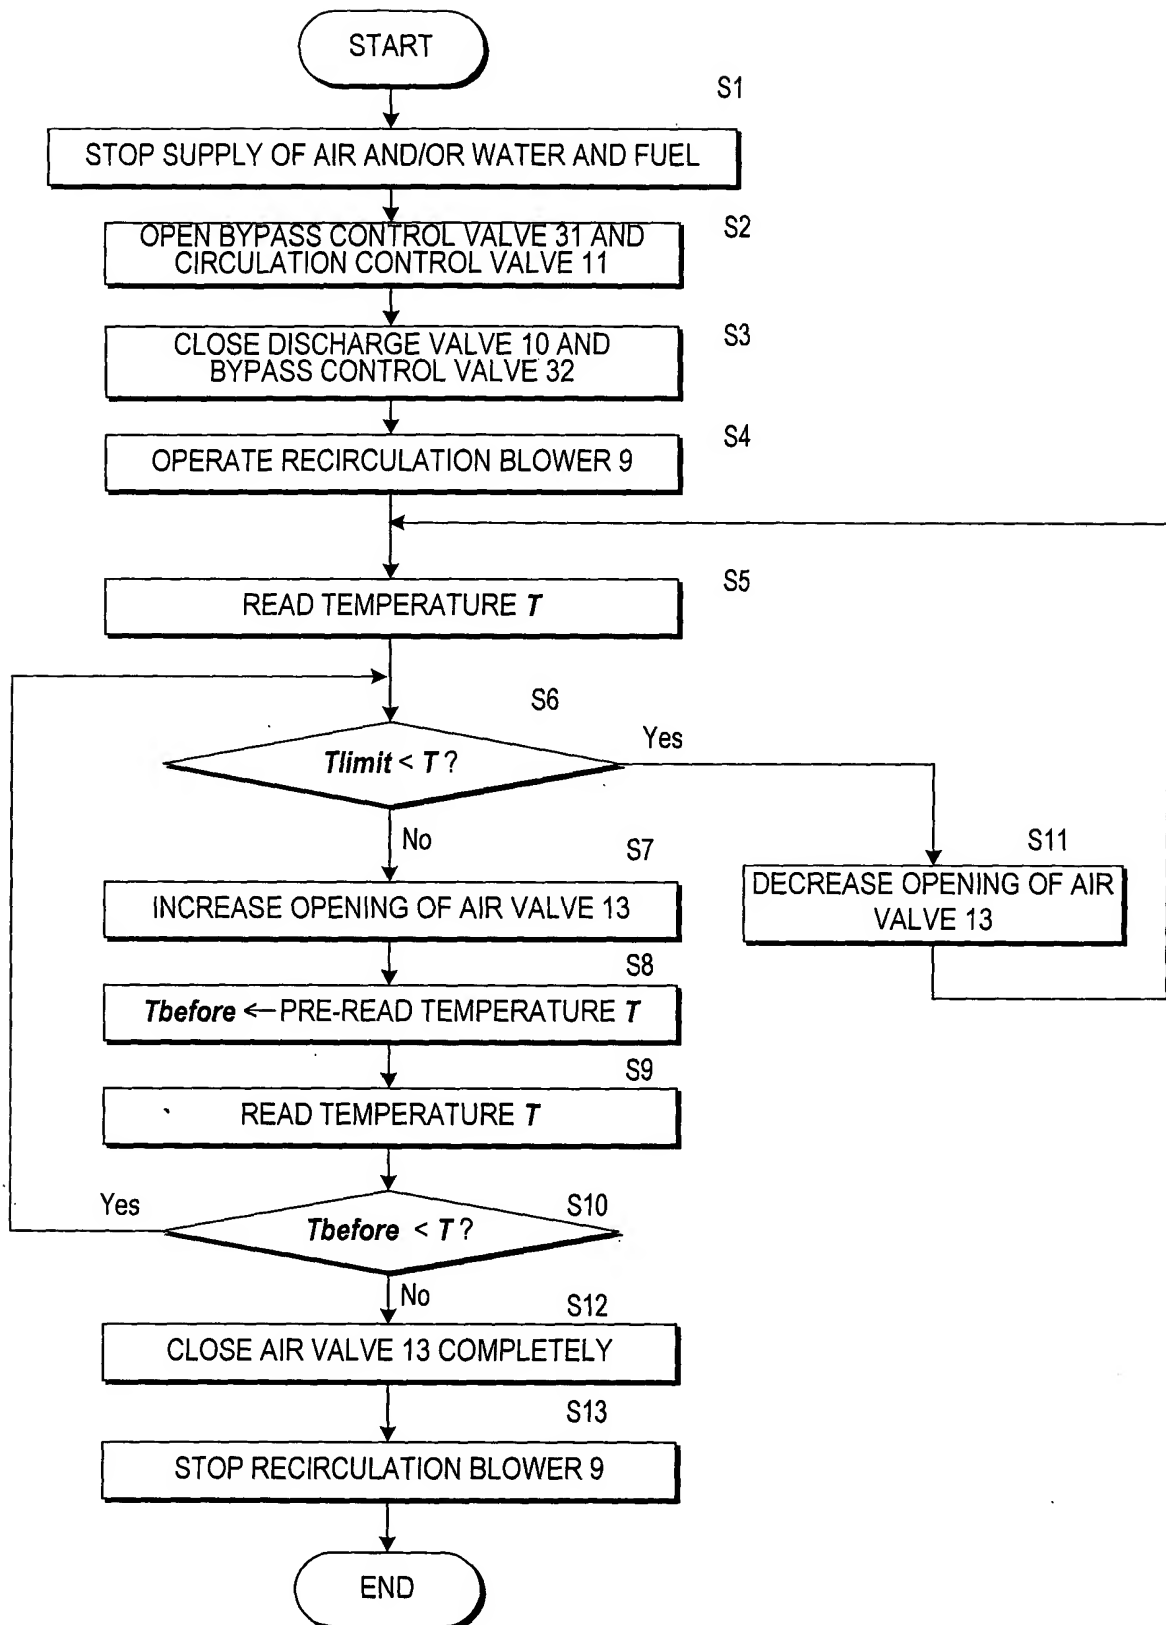 START
S1
STOP SUPPLY OF AIR AND/OR WATER AND FUEL
S2
OPEN BYPASS CONTROL VALVE 31 AND
CIRCULATION CONTROL VALVE 11
S3
CLOSE DISCHARGE VALVE 10 AND
BYPASS CONTROL VALVE 32
S4
OPERATE RECIRCULATION BLOWER 9
S5
READ TEMPERATURE T
S6
Tlimit < T ?
Yes
No
S7
INCREASE OPENING OF AIR VALVE 13
S11
DECREASE OPENING OF AIR
VALVE 13
S8
Tbefore ← PRE-READ TEMPERATURE T
S9
READ TEMPERATURE T
Yes
S10
Tbefore < T ?
No
S12
CLOSE AIR VALVE 13 COMPLETELY
S13
STOP RECIRCULATION BLOWER 9
END